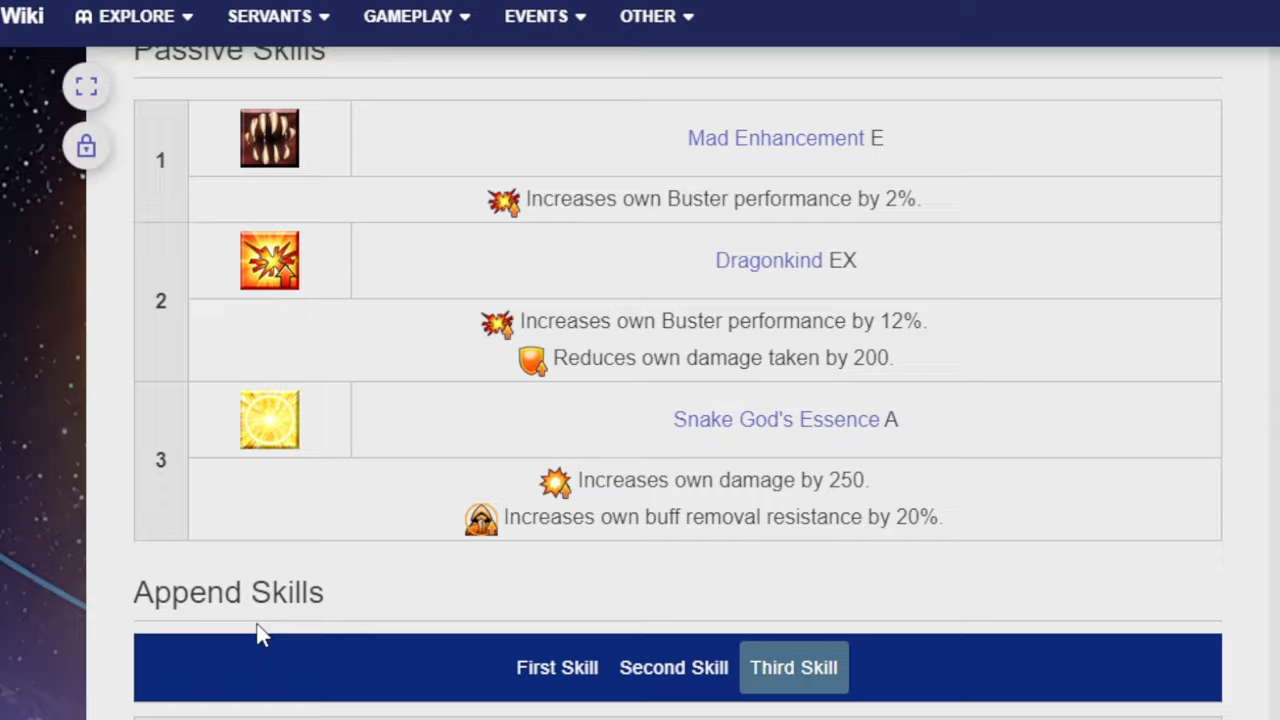 Wiki EXPLORE SERVANTS GAMEPLAY EVENTS OTHER
Passive Skills
1
Mad Enhancement E
Increases own Buster performance by 2%.
2
Dragonkind EX
Increases own Buster performance by 12%.
Reduces own damage taken by 200.
3
Snake God's Essence A
Increases own damage by 250.
Increases own buff removal resistance by 20%.
Append Skills
First Skill Second Skill Third Skill